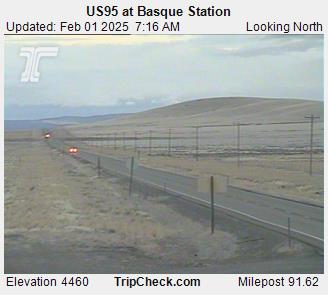 US95 at Basque Station
Updated: Feb 01 2025 7:16 AM Looking North
Elevation 4460 TripCheck.com Milepost 91.62